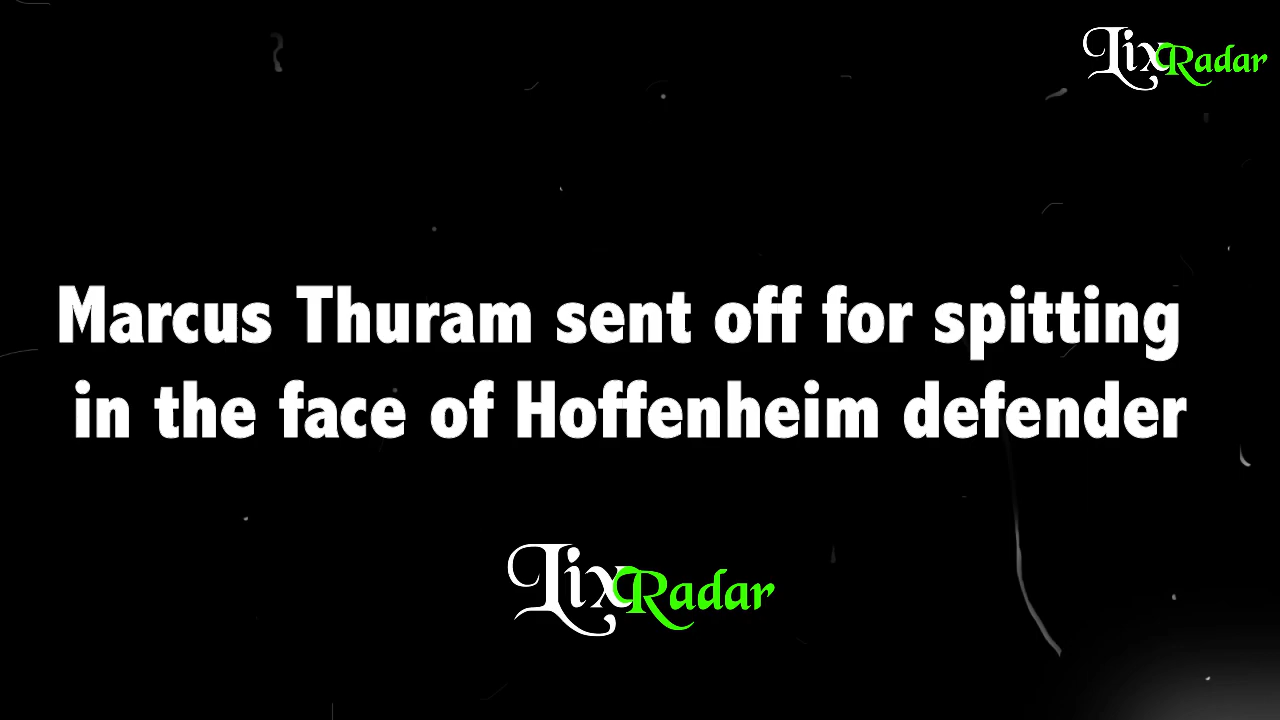 LixRadar
Marcus Thuram sent off for spitting
in the face of Hoffenheim defender
LixRadar